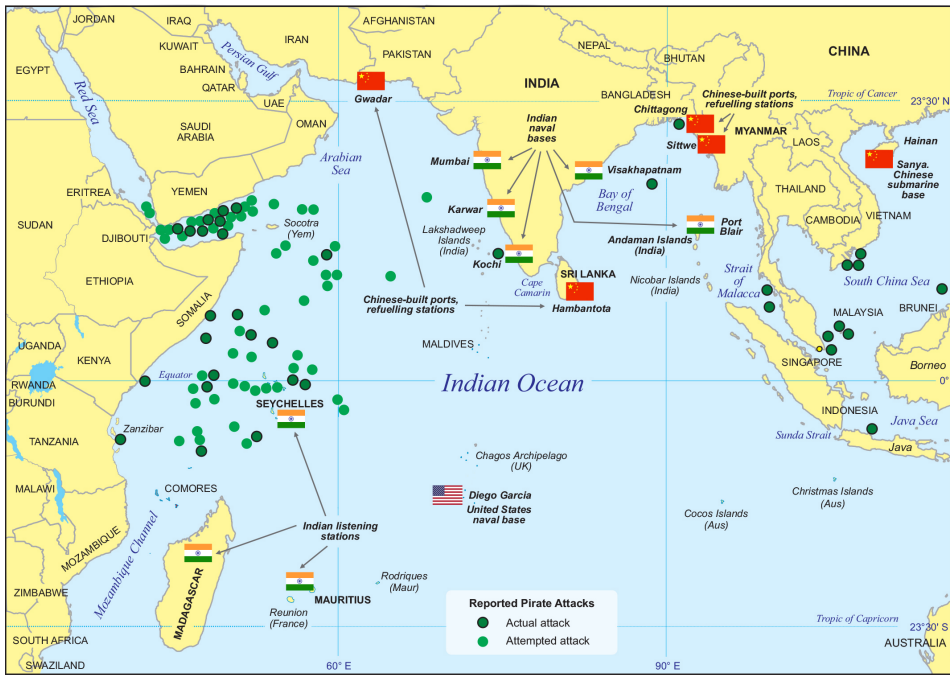 JORDAN
IRAQ
AFGHANISTAN
IRAN
KUWAIT
NEPAL
CHINA
PAKISTAN
BHUTAN
EGYPT
Persian Gulf
BAHRAIN
QATAR
INDIA
BANGLADESH
Chinese-built ports,
refuelling stations
Tropic of Cancer
23°30' N
Red Sea
UAE
Gwadar
Chittagong
OMAN
Indian
naval
bases
MYANMAR
SAUDI
ARABIA
Sittwe
LAOS
Hainan
Arabian
Sea
Mumbai
Visakhapatnam
Sanya.
Chinese
submarine
base
ERITREA
YEMEN
THAILAND
Bay of
Bengal
SUDAN
Socotra
(Yem)
Karwar
Port
Blair
VIETNAM
CAMBODIA
DJIBOUTI
Lakshadweep
Islands
(India)
Andaman Islands
(India)
Kochi
ETHIOPIA
SRI LANKA
Strait
of
Malacca
Nicobar Islands
(India)
South China Sea
Cape
Camarin
SOMALIA
Chinese-built ports,
refuelling stations
Hambantota
BRUNEI
MALAYSIA
UGANDA
MALDIVES
KENYA
SINGAPORE
Borneo
Equator
RWANDA
Indian Ocean
0°
BURUNDI
SEYCHELLES
INDONESIA
Java Sea
Zanzibar
TANZANIA
Sunda Strait
Java
Chagos Archipelago
(UK)
MALAWI
COMORES
Diego Garcia
United States
naval base
Christmas Islands
(Aus)
Cocos Islands
(Aus)
MOZAMBIQUE
Mozambique Channel
Indian listening
stations
Rodriques
(Maur)
ZIMBABWE
MADAGASCAR
MAURITIUS
Reunion
(France)
Reported Pirate Attacks
Actual attack
Attempted attack
Tropic of Capricorn
23°30' S
SOUTH AFRICA
AUSTRALIA
SWAZILAND
60° E
90° E